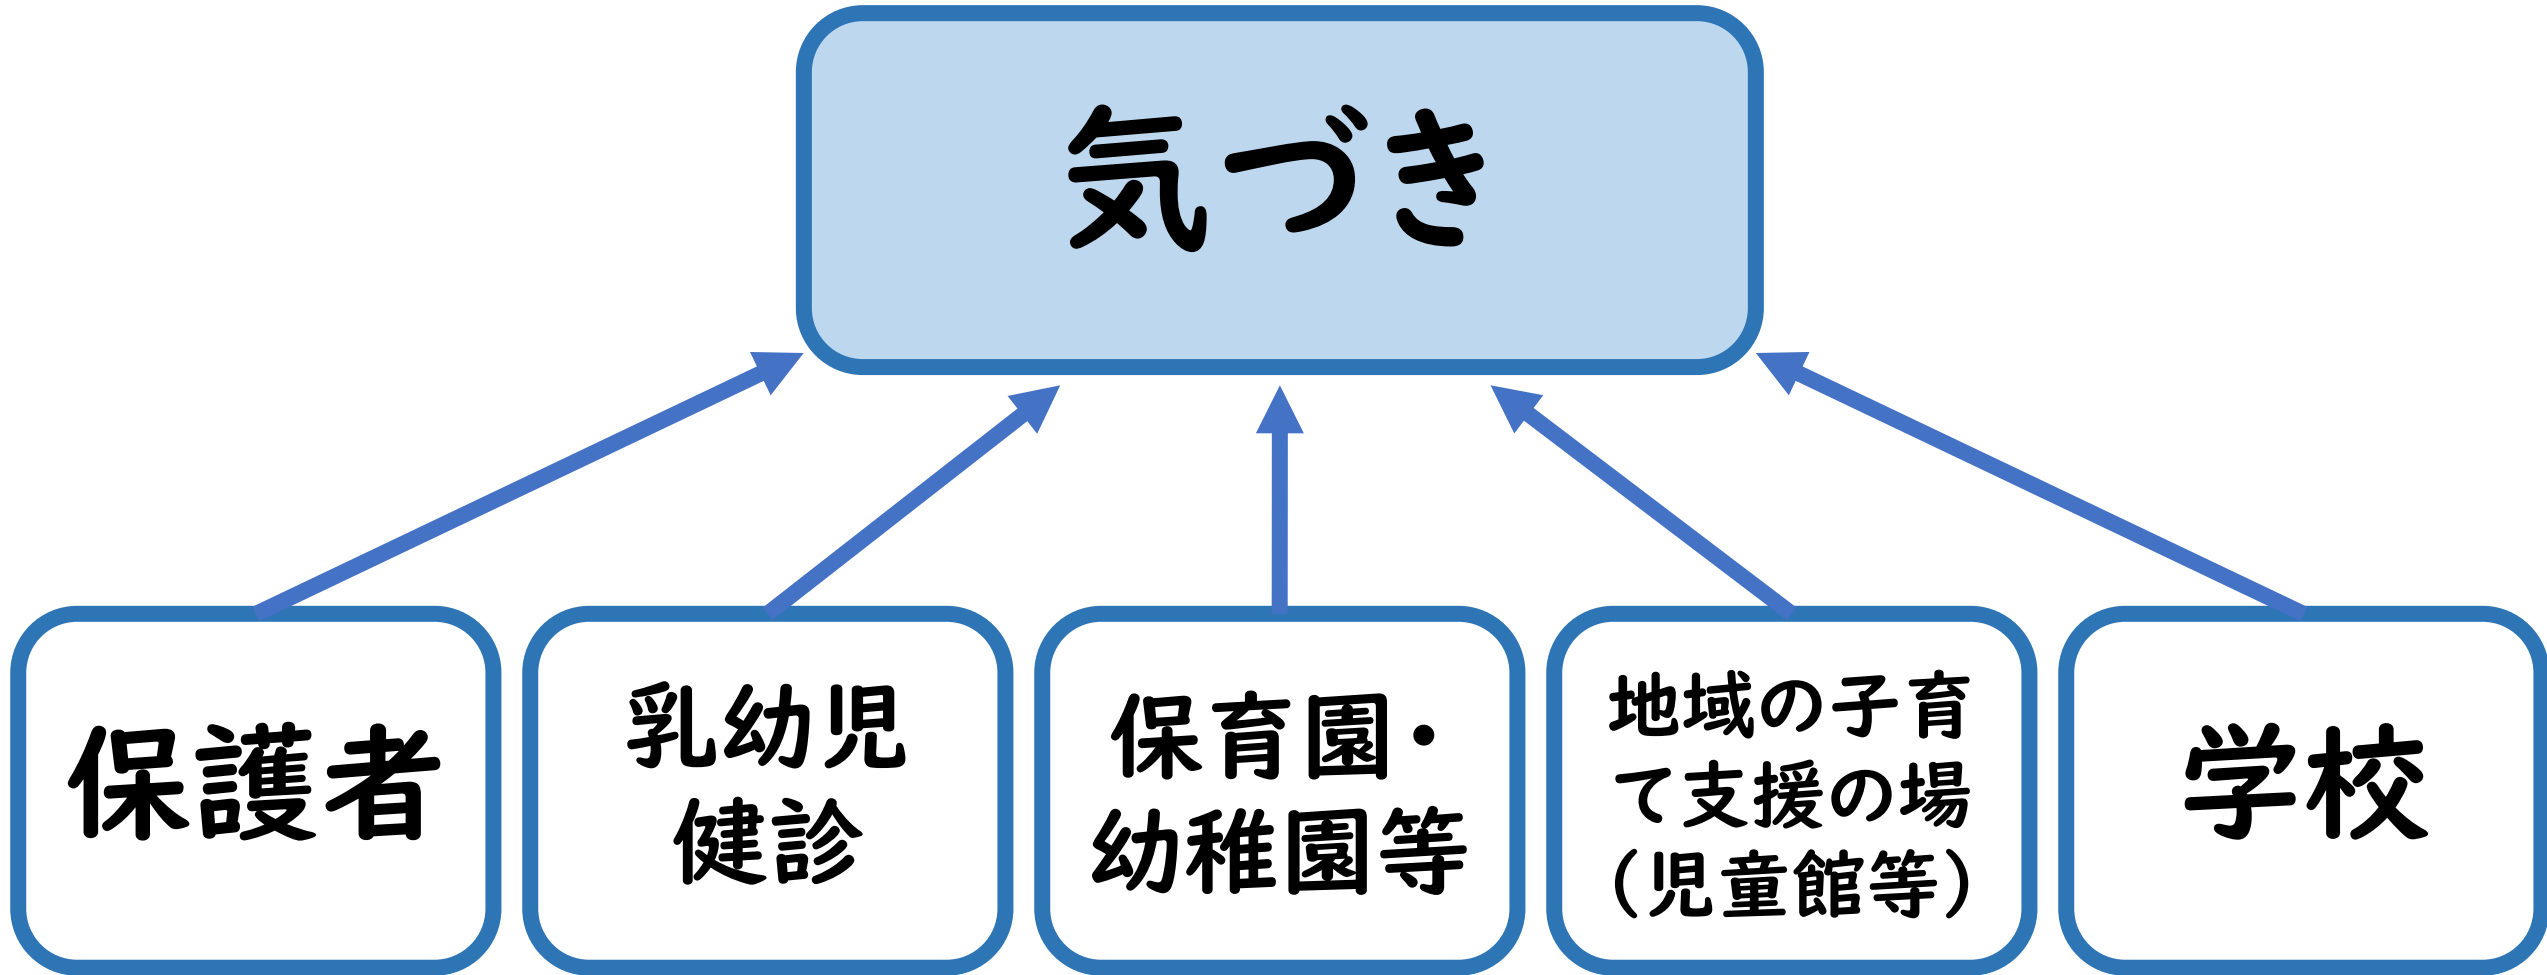 気づき
保護者
乳幼児
健診
保育園・
幼稚園等
地域の子育
て支援の場
（児童館等）
学校